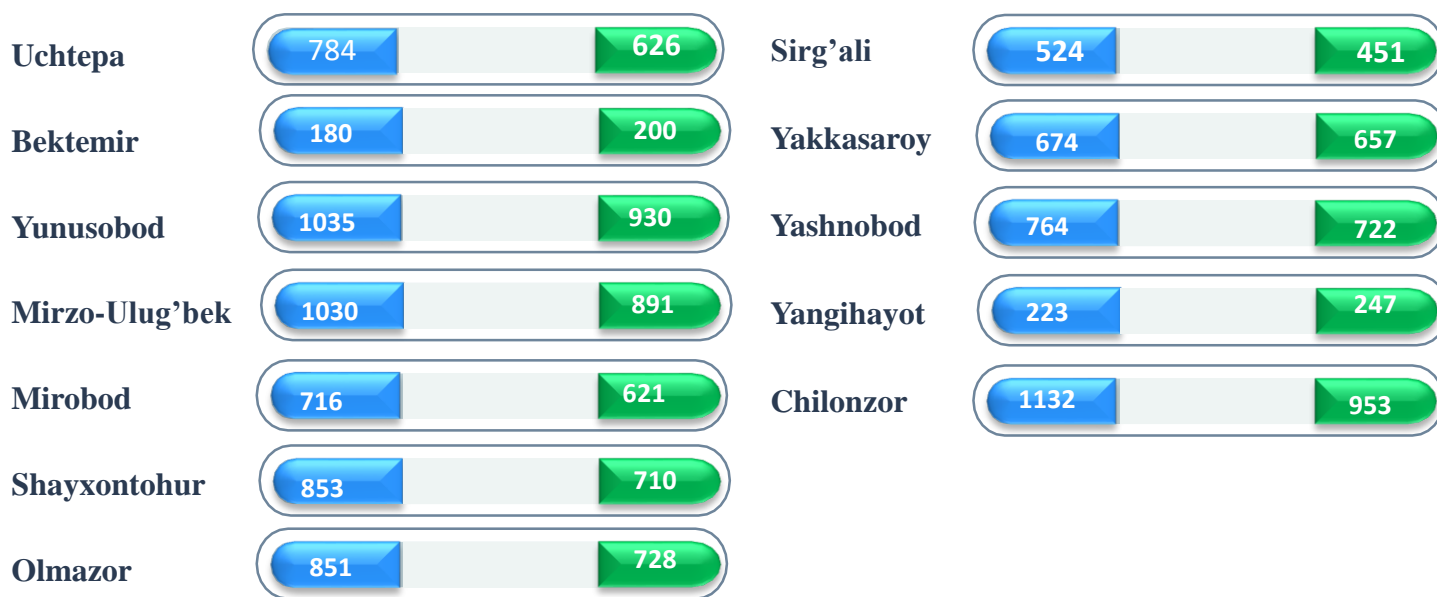 Uchtepa 784 626
Bektemir 180 200
Yunusobod 1035 930
Mirzo-Ulug’bek 1030 891
Mirobod 716 621
Shayxontohur 853 710
Olmazor 851 728
Sirg’ali 524 451
Yakkasaroy 674 657
Yashnobod 764 722
Yangihayot 223 247
Chilonzor 1132 953